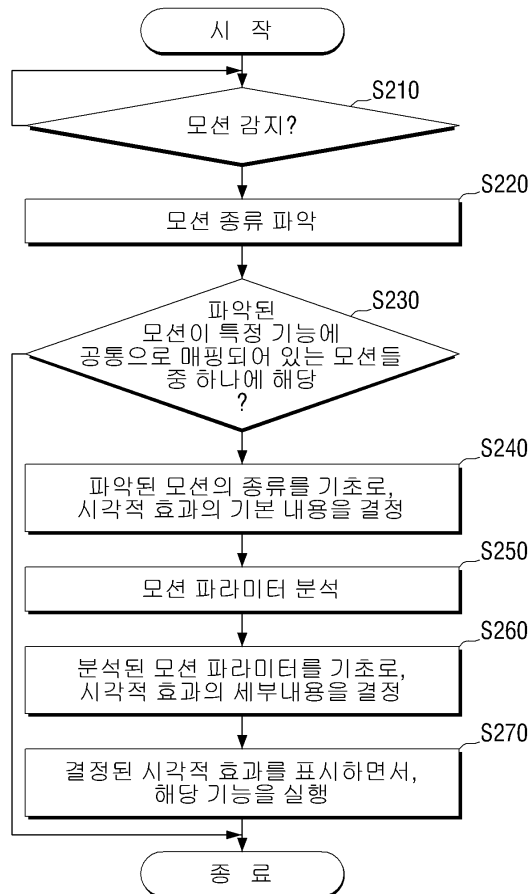 시 작
S210
모션 감지?
S220
모션 종류 파악
S230
파악된
모션이 특정 기능에
공통으로 매핑되어 있는 모션들
중 하나에 해당
?
S240
파악된 모션의 종류를 기초로,
시각적 효과의 기본 내용을 결정
S250
모션 파라미터 분석
S260
분석된 모션 파라미터를 기초로,
시각적 효과의 세부내용을 결정
S270
결정된 시각적 효과를 표시하면서,
해당 기능을 실행
종 료